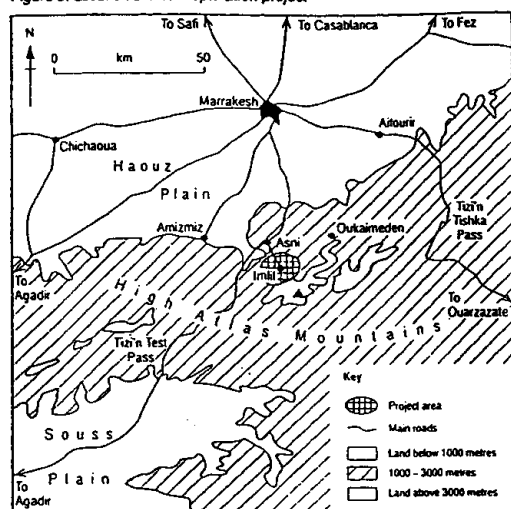 To Safi
To Casablanca
To Fez
N
0 50
km
Marrakesh
Chichaoua
Aitourir
Haouz
Plain
Tizi'n
Tishka
Pass
Amizmiz
Asni
Oukaimeden
Imlil
To
Agadir
To
Ouarzazate
High Atlas Mountains
Tizi'n Test
Pass
Souss
Plain
To
Agadir
Key
Project area
Main roads
Land below 1000 metres
1000 – 3000 metres
Land above 3000 metres